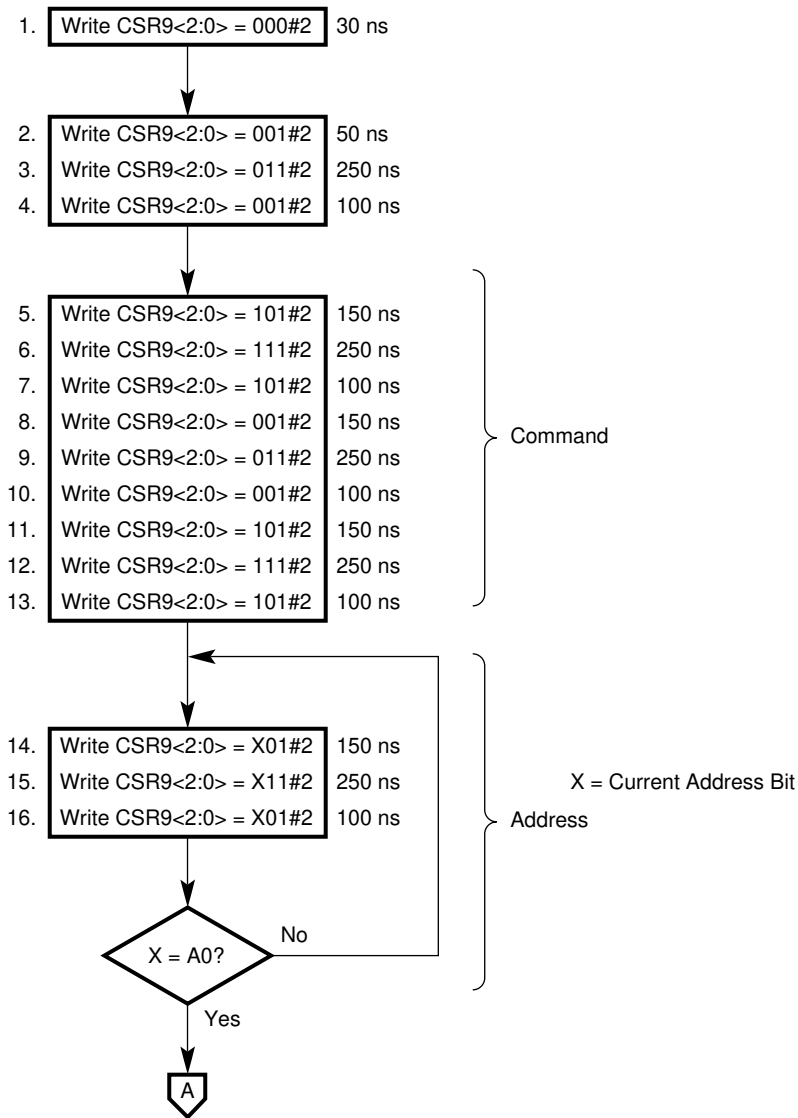 1. Write CSR9<2:0> = 000#2 30 ns
2. Write CSR9<2:0> = 001#2 50 ns
3. Write CSR9<2:0> = 011#2 250 ns
4. Write CSR9<2:0> = 001#2 100 ns
5. Write CSR9<2:0> = 101#2 150 ns
6. Write CSR9<2:0> = 111#2 250 ns
7. Write CSR9<2:0> = 101#2 100 ns
8. Write CSR9<2:0> = 001#2 150 ns
9. Write CSR9<2:0> = 011#2 250 ns
10. Write CSR9<2:0> = 001#2 100 ns
11. Write CSR9<2:0> = 101#2 150 ns
12. Write CSR9<2:0> = 111#2 250 ns
13. Write CSR9<2:0> = 101#2 100 ns
Command
14. Write CSR9<2:0> = X01#2 150 ns
15. Write CSR9<2:0> = X11#2 250 ns
16. Write CSR9<2:0> = X01#2 100 ns
X = Current Address Bit
Address
X = A0?
No
Yes
A